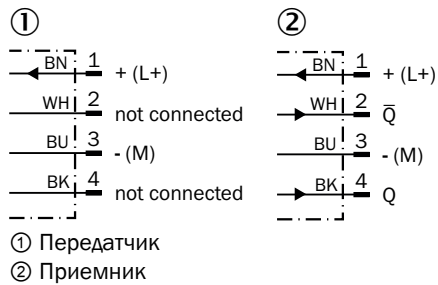 ① ②
BN 1 + (L+)
WH 2 not connected
BU 3 - (M)
BK 4 not connected
BN 1 + (L+)
WH 2 Q̅
BU 3 - (M)
BK 4 Q
① Передатчик
② Приемник